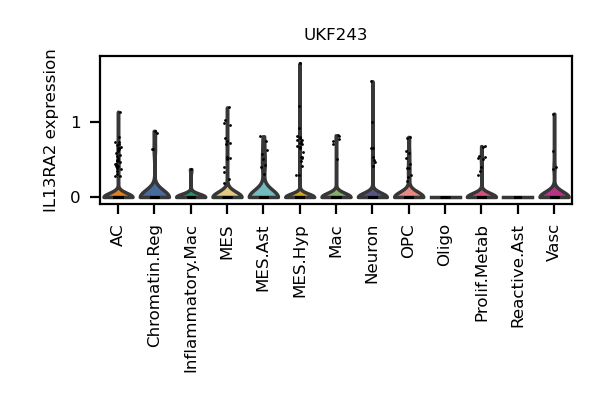 UKF243
IL13RA2 expression
1
0
AC
Chromatin.Reg
Inflammatory.Mac
MES
MES.Ast
MES.Hyp
Mac
Neuron
OPC
Oligo
Prolif.Metab
Reactive.Ast
Vasc